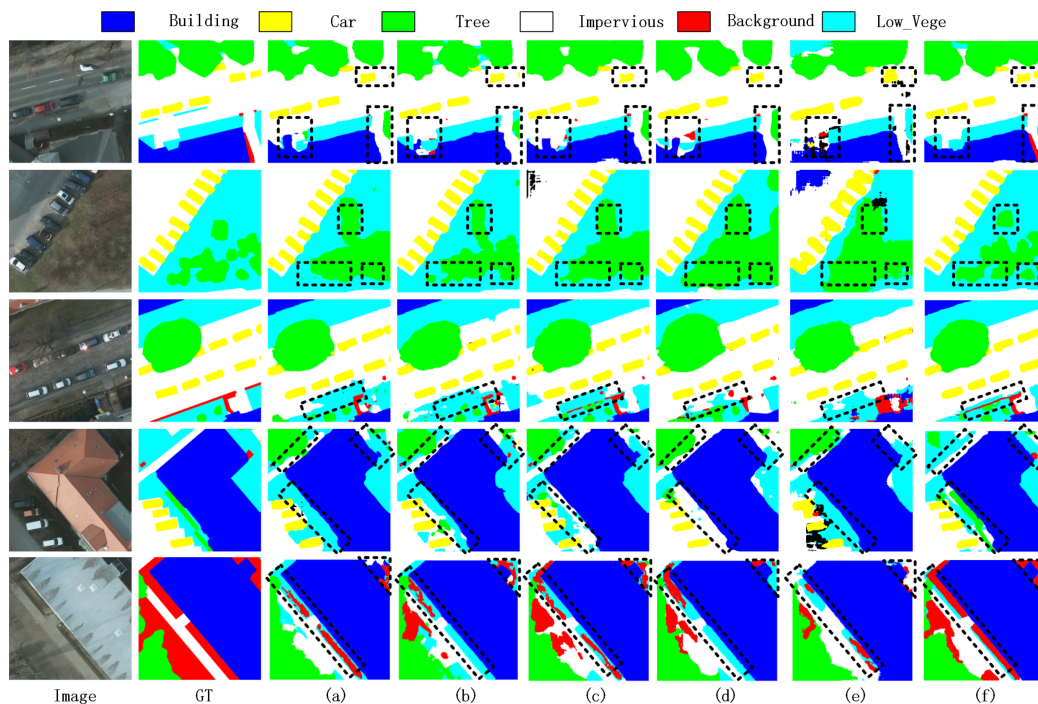 Building Car Tree Impervious Background Low_Vege
Image GT (a) (b) (c) (d) (e) (f)